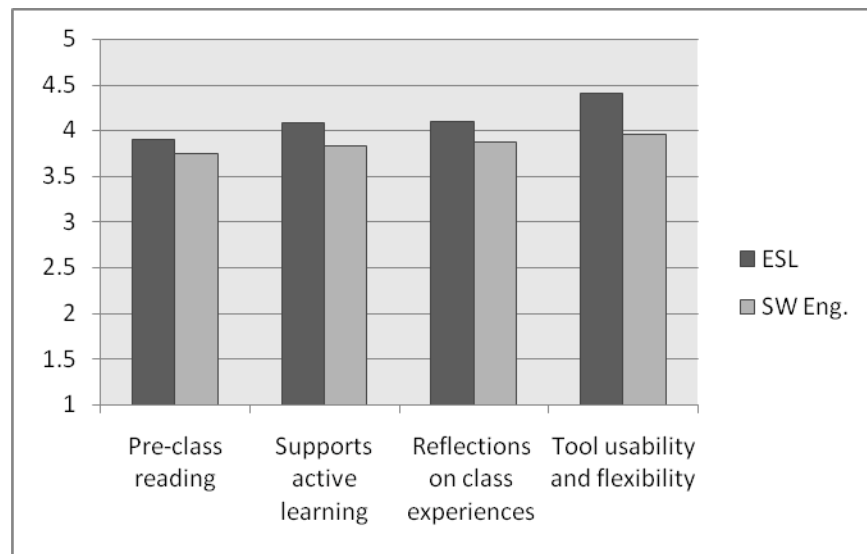 5
4.5
4
3.5
3
2.5
2
1.5
1
Pre-class
reading
Supports
active
learning
Reflections
on class
experiences
Tool usability
and flexibility
ESL
SW Eng.